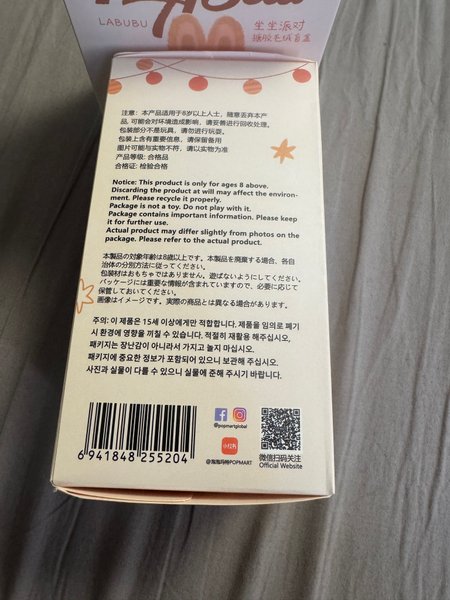 LABUBU
坐坐派对
搪胶毛绒盲盒
注意: 本产品适用于8岁以上人士，随意丢弃本产
品, 可能会对环境造成影响，请妥善进行回收处理。
包装部分不是玩具，请勿进行玩耍。
包装上含有重要信息，请保留备用
图片可能与实物不符，请以实物为准
产品等级: 合格品
合格证: 检验合格
Notice: This product is only for ages 8 above.
Discarding the product at will may affect the environ-
ment. Please recycle it properly.
Package is not a toy. Do not play with it.
Package contains important information. Please keep
it for further use.
Actual product may differ slightly from photos on the
package. Please refer to the actual product.
本製品の対象年齢は8歳以上です。本製品を廃棄する場合、各自
治体の分別方法に従ってください。
包装材はおもちゃではありません。遊ばないようにしてください。
パッケージには重要な情報が含まれていますので、必要に応じて
保管しておいてください。
画像はイメージです。実際の商品とは異なる場合があります。
주의: 이 제품은 15세 이상에게만 적합합니다. 제품을 임의로 폐기
시 환경에 영향을 끼칠 수 있습니다. 적절히 재활용 해주십시오.
패키지는 장난감이 아니라서 가지고 놀지 마십시오.
패키지에 중요한 정보가 포함되어 있으니 보관해 주십시오.
사진과 실물이 다를 수 있으니 실물에 준해 주시기 바랍니다.
6 941848 255204
@popmartglobal
小红书
@泡泡玛特POPMART
微信扫码关注
Official Website